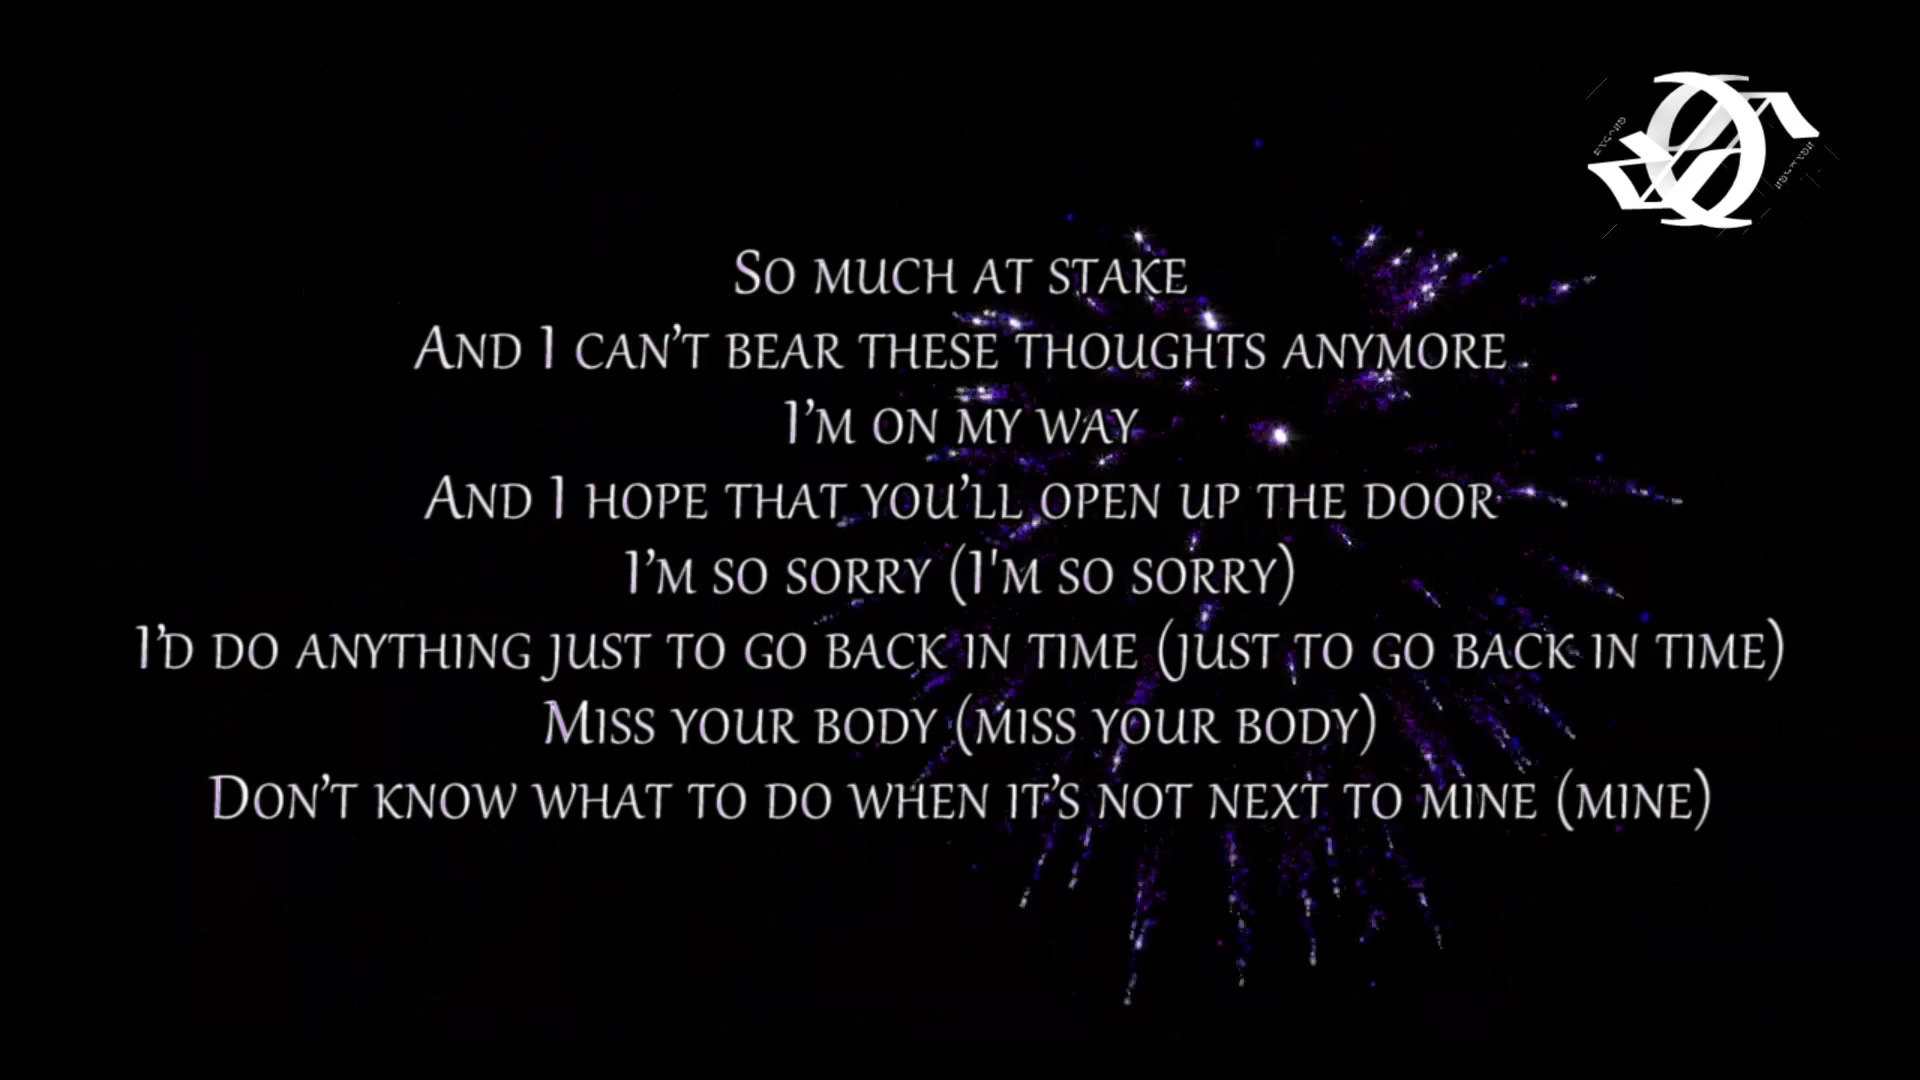 So much at stake
And I can’t bear these thoughts anymore
I’m on my way
And I hope that you’ll open up the door
I’m so sorry (I'm so sorry)
I’d do anything just to go back in time (just to go back in time)
Miss your body (miss your body)
Don’t know what to do when it’s not next to mine (mine)